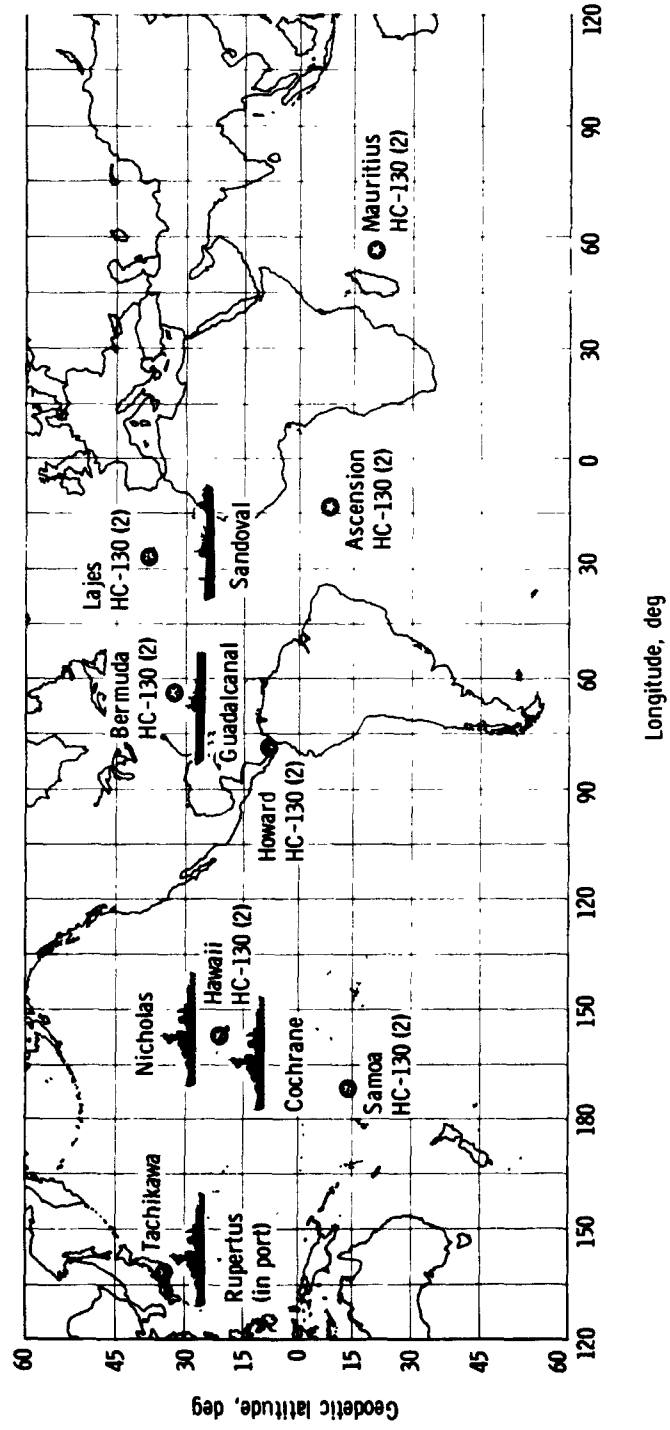 60
45
30
15
0
15
30
45
60
Geodetic latitude, deg
120
150
180
150
120
90
60
30
0
30
60
90
120
Longitude, deg
Tachikawa
Rupertus
(in port)
Nicholas
Hawaii
HC-130 (2)
Cochrane
Samoa
HC-130 (2)
Bermuda
HC-130 (2)
Guadalcanal
Howard
HC-130 (2)
Lajes
HC-130 (2)
Sandoval
Ascension
HC-130 (2)
Mauritius
HC-130 (2)